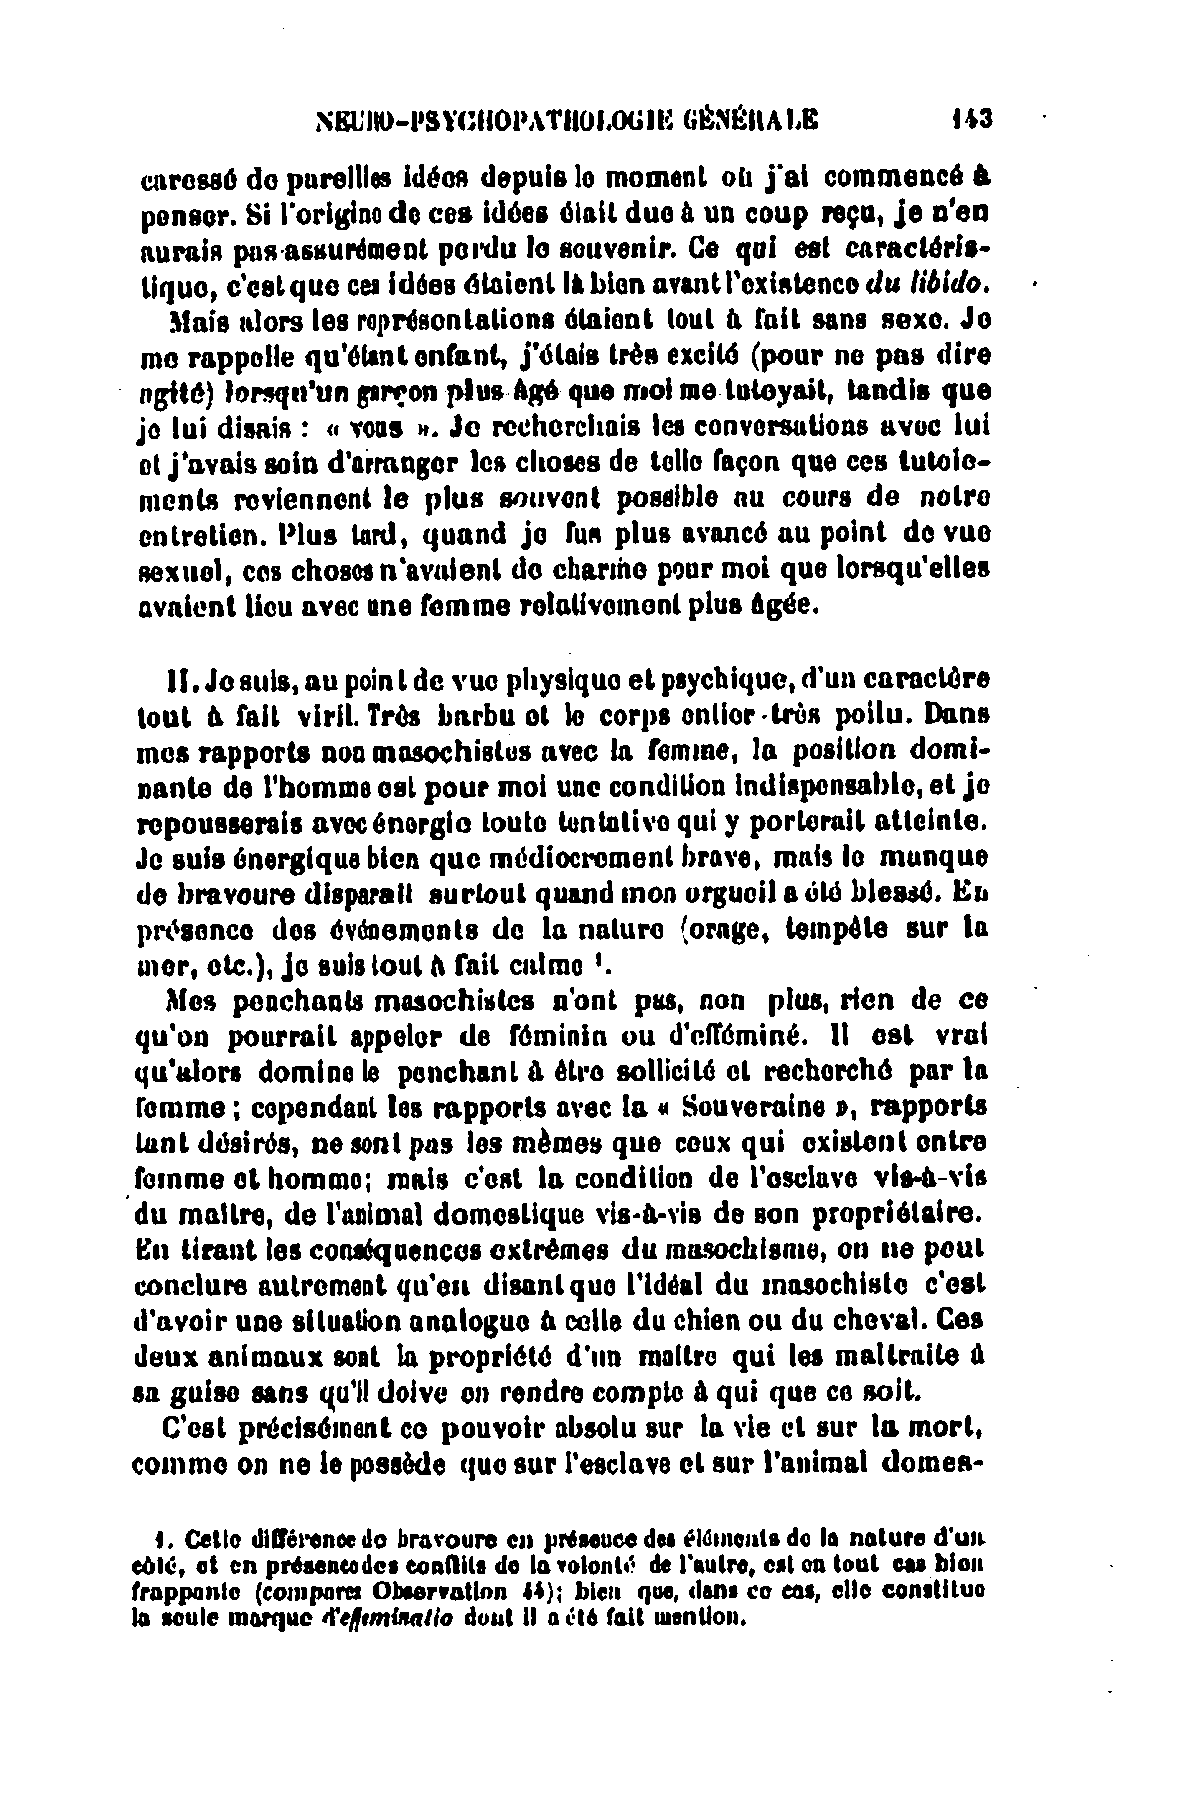 NEURO-PSYCHOPATHOLOGIE GÉNÉRALE 143
caressé de pareilles idées depuis le moment où j'ai commencé à
penser. Si l'origine de ces idées était due à un coup reçu, je n'en
aurais pas assurément perdu le souvenir. Ce qui est caractéris-
tique, c'est que ces idées étaient là bien avant l'existence du libido.
Mais alors les représentations étaient tout à fait sans sexe. Je
me rappelle qu'étant enfant, j'étais très excité (pour ne pas dire
agité) lorsqu'un garçon plus âgé que moi me tutoyait, tandis que
je lui disais : « vous ». Je recherchais les conversations avec lui
et j'avais soin d'arranger les choses de telle façon que ces tutoie-
ments reviennent le plus souvent possible au cours de notre
entretien. Plus tard, quand je fus plus avancé au point de vue
sexuel, ces choses n'avaient de charme pour moi que lorsqu'elles
avaient lieu avec une femme relativement plus âgée.
II. Je suis, au point de vue physique et psychique, d'un caractère
tout à fait viril. Très barbu et le corps entier très poilu. Dans
mes rapports non masochistes avec la femme, la position domi-
nante de l'homme est pour moi une condition indispensable, et je
repousserais avec énergie toute tentative qui y porterait atteinte.
Je suis énergique bien que médiocrement brave, mais le manque
de bravoure disparait surtout quand mon orgueil a été blessé. En
présence des événements de la nature (orage, tempête sur la
mer, etc.), je suis tout à fait calme ¹.
Mes penchants masochistes n'ont pas, non plus, rien de ce
qu'on pourrait appeler de féminin ou d'efféminé. Il est vrai
qu'alors domine le penchant à être sollicité et recherché par la
femme ; cependant les rapports avec la « Souveraine », rapports
tant désirés, ne sont pas les mêmes que ceux qui existent entre
femme et homme; mais c'est la condition de l'esclave vis-à-vis
du maître, de l'animal domestique vis-à-vis de son propriétaire.
En tirant les conséquences extrêmes du masochisme, on ne peut
conclure autrement qu'en disant que l'idéal du masochiste c'est
d'avoir une situation analogue à celle du chien ou du cheval. Ces
deux animaux sont la propriété d'un maître qui les maltraite à
sa guise sans qu'il doive en rendre compte à qui que ce soit.
C'est précisément ce pouvoir absolu sur la vie et sur la mort,
comme on ne le possède que sur l'esclave et sur l'animal domes-
1. Cette différence de bravoure en présence des éléments de la nature d'un
côté, et en présence des conflits de la volonté de l'autre, est en tout cas bien
frappante (comparez Observation 44); bien que, dans ce cas, elle constitue
la seule marque d'effeminatio dont il a été fait mention.